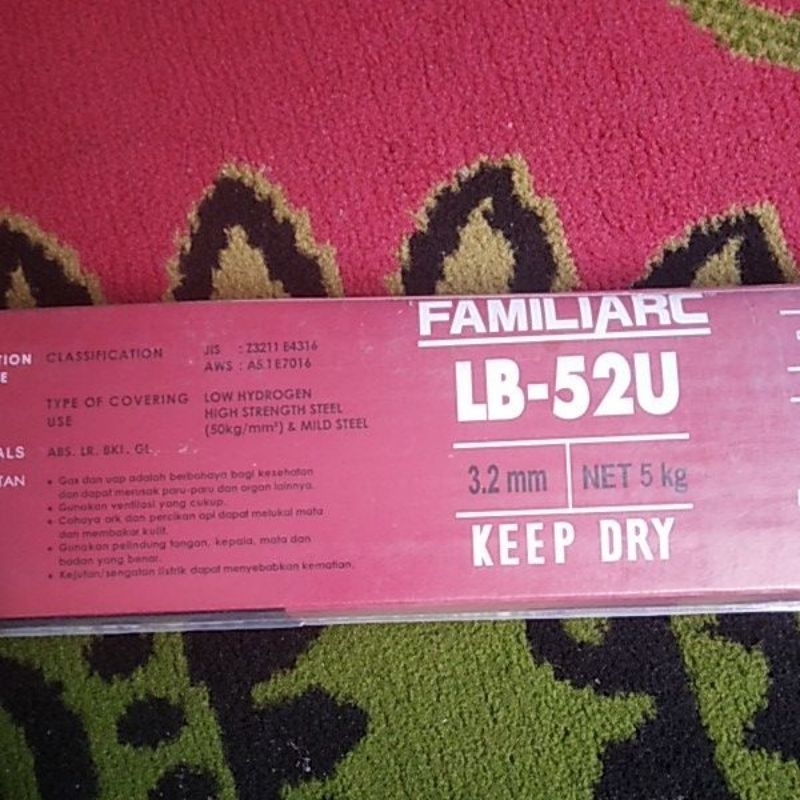 FAMILIARC
LB-52U
3.2 mm NET 5 kg
KEEP DRY
TION
E
CLASSIFICATION
JIS : Z3211 E4316
AWS : A5.1 E7016
TYPE OF COVERING
USE
LOW HYDROGEN
HIGH STRENGTH STEEL
(50kg/mm²) & MILD STEEL
ALS
ABS. LR. BKI. GL
TAN
• Gas dan uap adalah berbahaya bagi kesehatan
dan dapat merusak paru-paru dan organ lainnya.
• Gunakan ventilasi yang cukup.
• Cahaya ark dan percikan api dapat melukai mata
dan membakar kulit.
• Gunakan pelindung tangan, kepala, mata dan
badan yang benar.
• Kejutan/sengatan listrik dapat menyebabkan kematian.